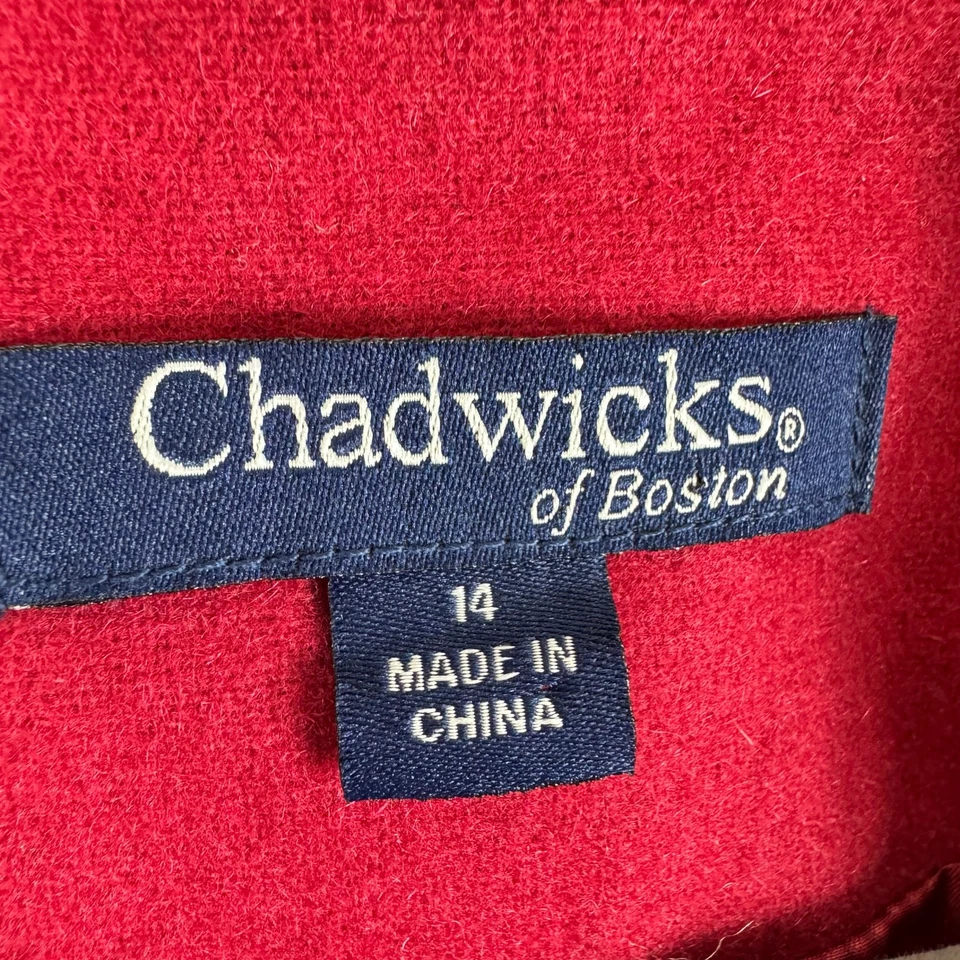 Chadwicks®
of Boston
14
MADE IN
CHINA